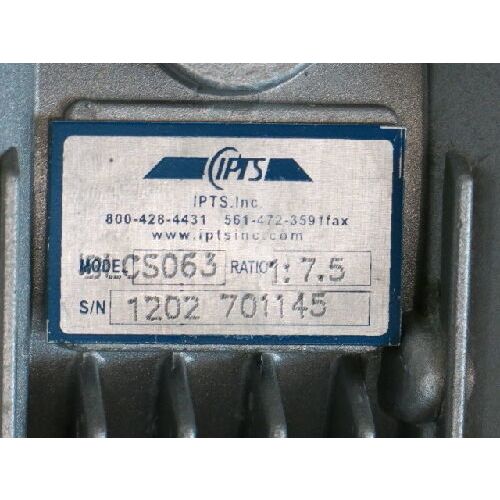 IPTS
IPTS.Inc
800-428-4431 561-472-3591fax
www.iptsinc.com
MODEL CS063 RATIO 1: 7.5
S/N 1202 701145